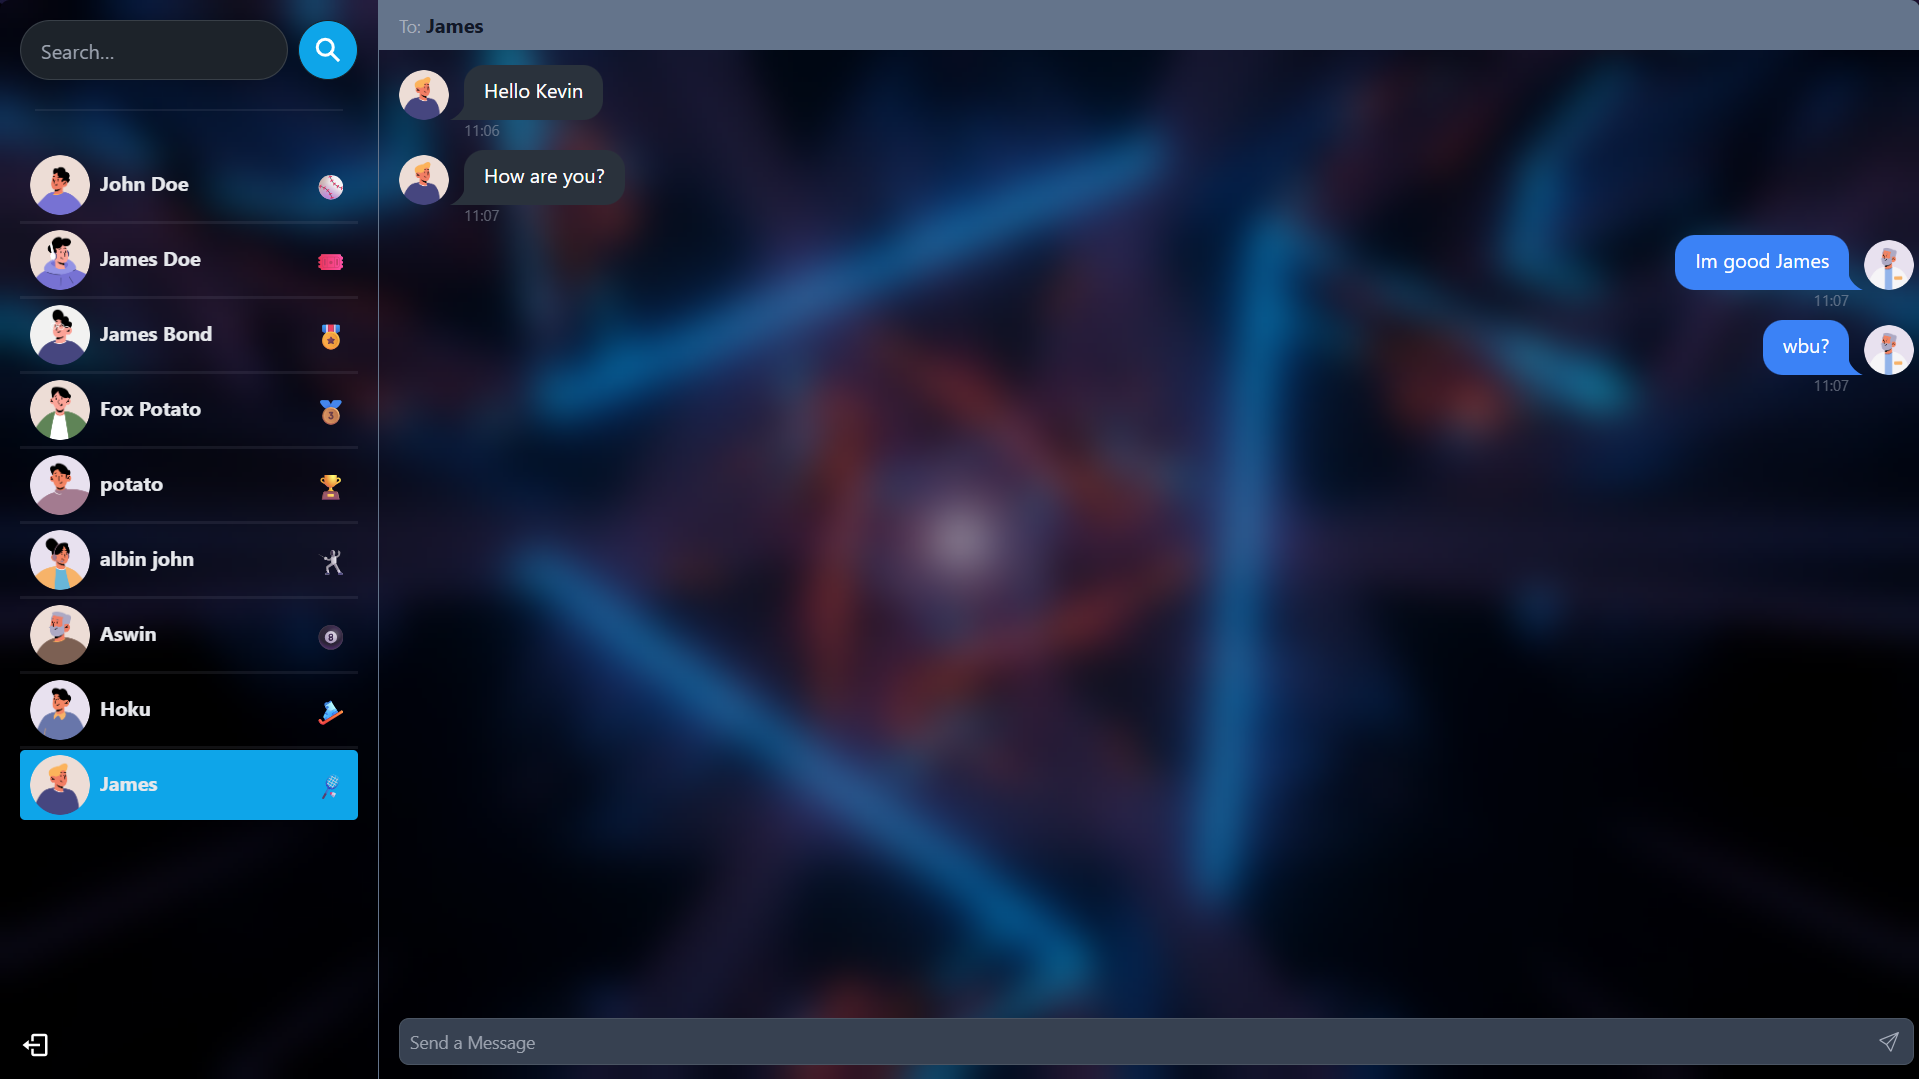 Search...
John Doe
James Doe
James Bond
Fox Potato
potato
albin john
Aswin
Hoku
James
To: James
Hello Kevin
11:06
How are you?
11:07
Im good James
11:07
wbu?
11:07
Send a Message